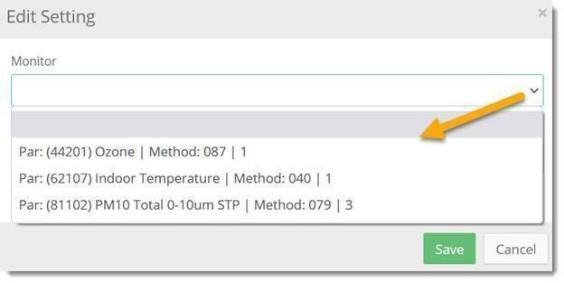 Edit Setting
×
Monitor
Par: (44201) Ozone | Method: 087 | 1
Par: (62107) Indoor Temperature | Method: 040 | 1
Par: (81102) PM10 Total 0-10um STP | Method: 079 | 3
Save Cancel